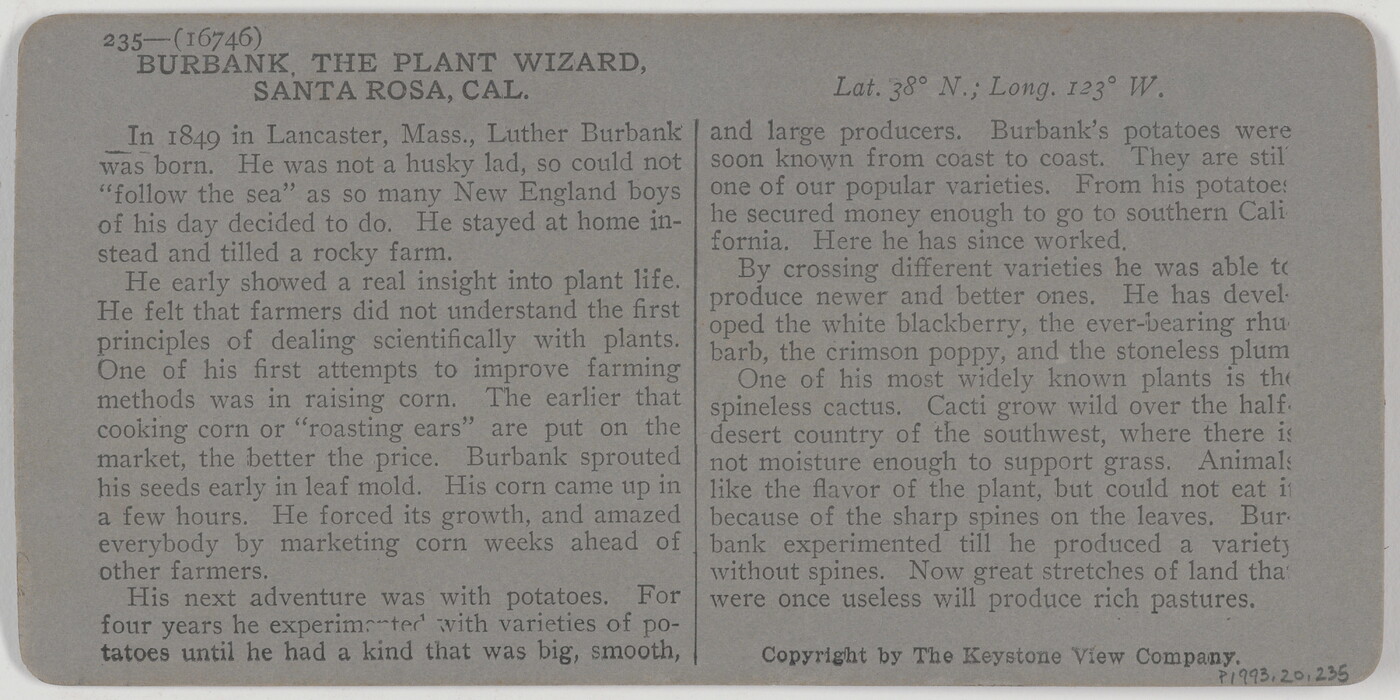 235—(16746)
BURBANK, THE PLANT WIZARD,
SANTA ROSA, CAL.
In 1849 in Lancaster, Mass., Luther Burbank
was born. He was not a husky lad, so could not
"follow the sea" as so many New England boys
of his day decided to do. He stayed at home in-
stead and tilled a rocky farm.
He early showed a real insight into plant life.
He felt that farmers did not understand the first
principles of dealing scientifically with plants.
One of his first attempts to improve farming
methods was in raising corn. The earlier that
cooking corn or "roasting ears" are put on the
market, the better the price. Burbank sprouted
his seeds early in leaf mold. His corn came up in
a few hours. He forced its growth, and amazed
everybody by marketing corn weeks ahead of
other farmers.
His next adventure was with potatoes. For
four years he experimented with varieties of po-
tatoes until he had a kind that was big, smooth,
Lat. 38° N.; Long. 123° W.
and large producers. Burbank's potatoes were
soon known from coast to coast. They are stil
one of our popular varieties. From his potatoes
he secured money enough to go to southern Cali
fornia. Here he has since worked.
By crossing different varieties he was able to
produce newer and better ones. He has devel-
oped the white blackberry, the ever-bearing rhu
barb, the crimson poppy, and the stoneless plum
One of his most widely known plants is the
spineless cactus. Cacti grow wild over the half-
desert country of the southwest, where there is
not moisture enough to support grass. Animals
like the flavor of the plant, but could not eat it
because of the sharp spines on the leaves. Bur-
bank experimented till he produced a variety
without spines. Now great stretches of land that
were once useless will produce rich pastures.
Copyright by The Keystone View Company.
P1993.20.235